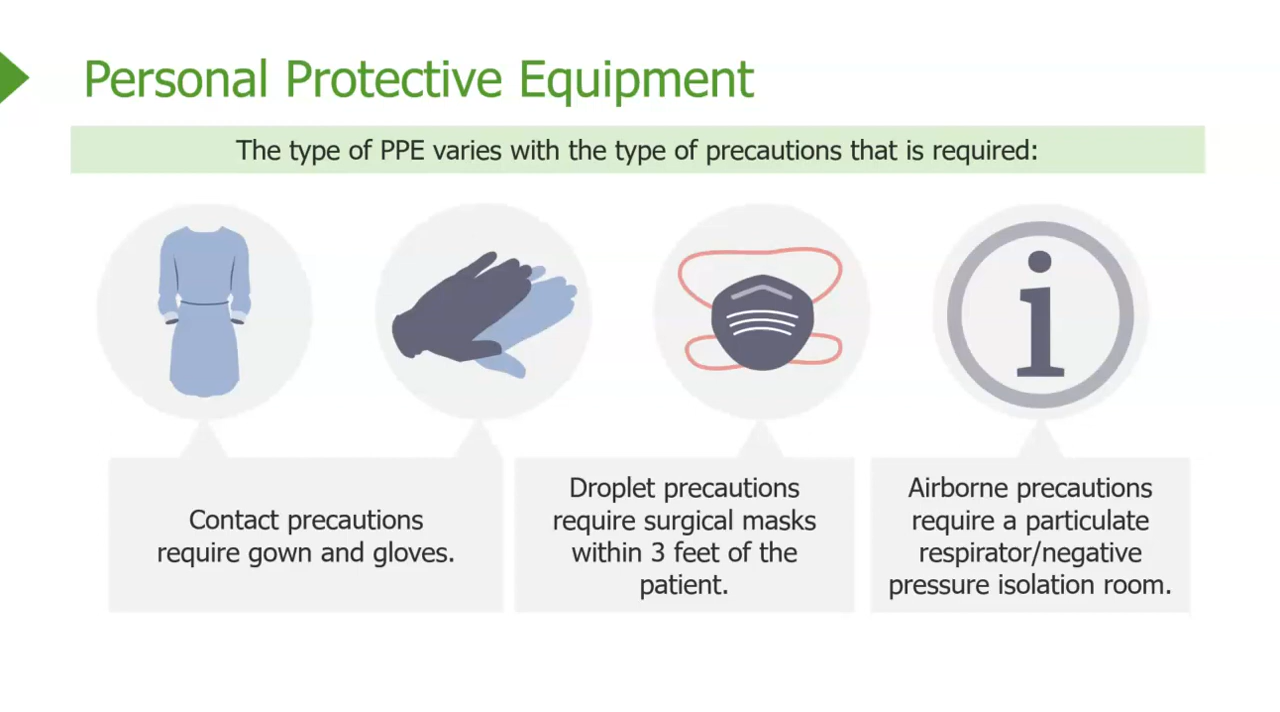 Personal Protective Equipment
The type of PPE varies with the type of precautions that is required:
Contact precautions
require gown and gloves.
Droplet precautions
require surgical masks
within 3 feet of the
patient.
Airborne precautions
require a particulate
respirator/negative
pressure isolation room.